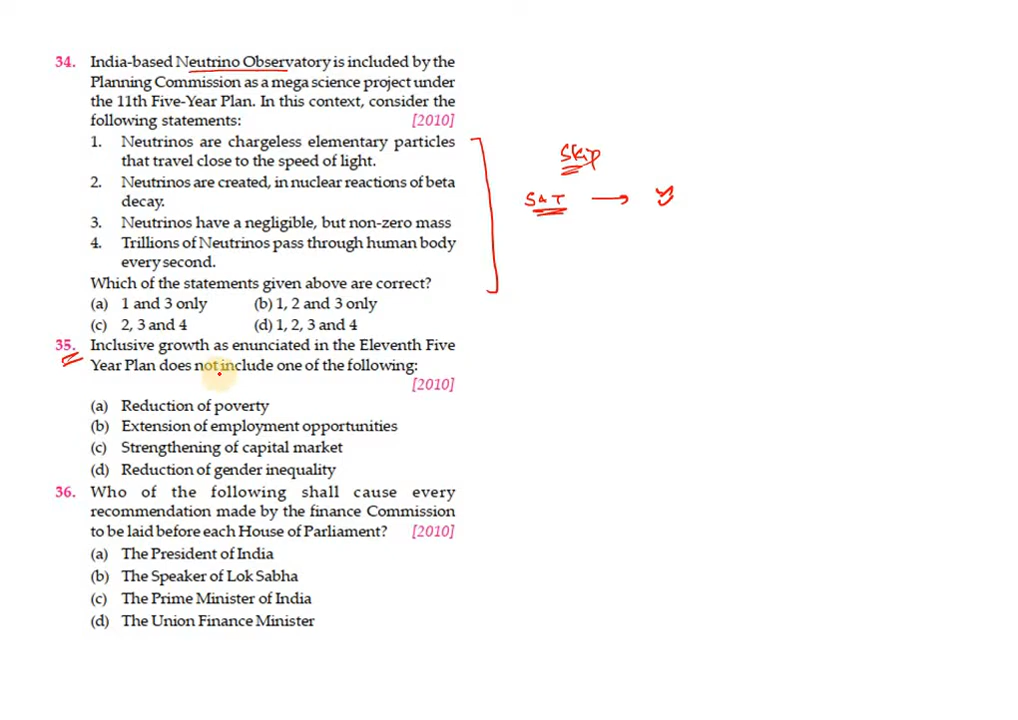 34. India-based Neutrino Observatory is included by the
Planning Commission as a mega science project under
the 11th Five-Year Plan. In this context, consider the
following statements: [2010]
1. Neutrinos are chargeless elementary particles
that travel close to the speed of light.
2. Neutrinos are created, in nuclear reactions of beta
decay.
3. Neutrinos have a negligible, but non-zero mass
4. Trillions of Neutrinos pass through human body
every second.
Which of the statements given above are correct?
(a) 1 and 3 only (b) 1, 2 and 3 only
(c) 2, 3 and 4 (d) 1, 2, 3 and 4
Skip
S&T →
35. Inclusive growth as enunciated in the Eleventh Five
Year Plan does not include one of the following:
[2010]
(a) Reduction of poverty
(b) Extension of employment opportunities
(c) Strengthening of capital market
(d) Reduction of gender inequality
36. Who of the following shall cause every
recommendation made by the finance Commission
to be laid before each House of Parliament? [2010]
(a) The President of India
(b) The Speaker of Lok Sabha
(c) The Prime Minister of India
(d) The Union Finance Minister